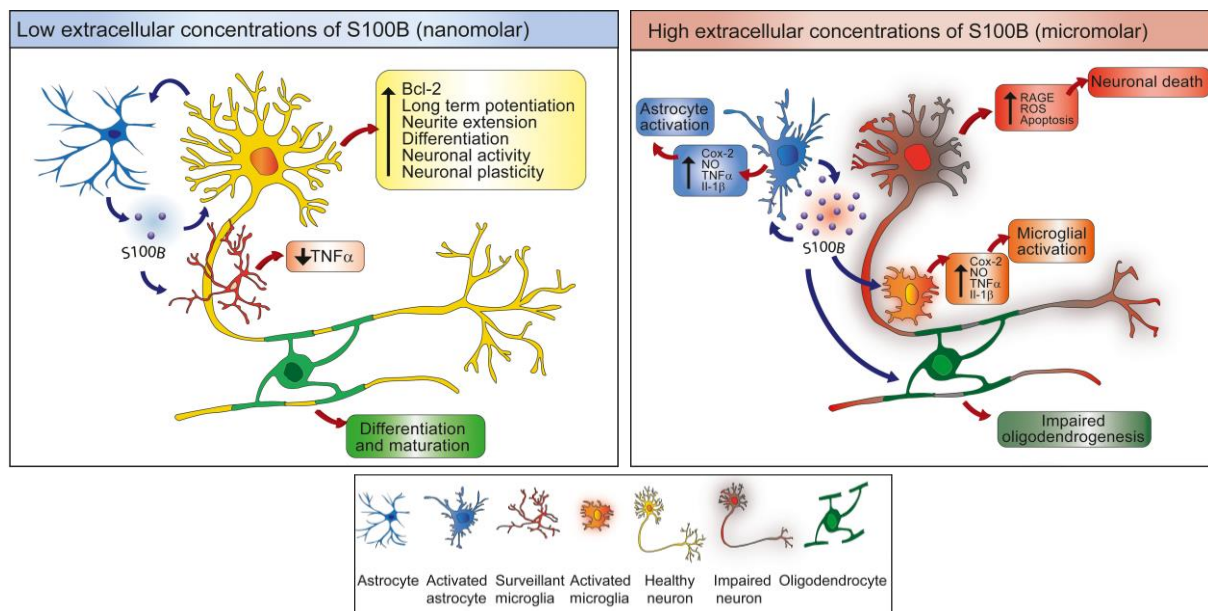 Low extracellular concentrations of S100B (nanomolar)
Bcl-2
Long term potentiation
Neurite extension
Differentiation
Neuronal activity
Neuronal plasticity
S100B
TNFα
Differentiation
and maturation
High extracellular concentrations of S100B (micromolar)
Astrocyte
activation
Cox-2
NO
TNFα
Il-1β
RAGE
ROS
Apoptosis
Neuronal death
S100B
Cox-2
NO
TNFα
Il-1β
Microglial
activation
Impaired
oligodendrogenesis
Astrocyte
Activated
astrocyte
Surveillant
microglia
Activated
microglia
Healthy
neuron
Impaired
neuron
Oligodendrocyte